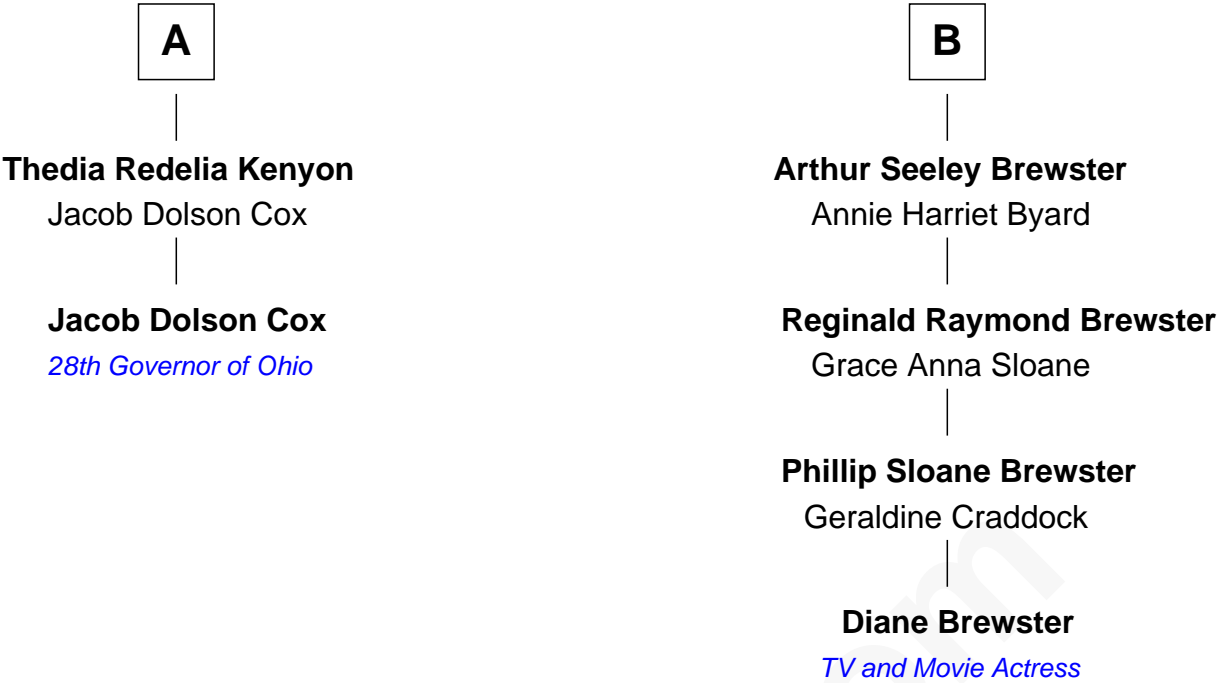 A
Thedia Redelia Kenyon
Jacob Dolson Cox
Jacob Dolson Cox
28th Governor of Ohio
B
Arthur Seeley Brewster
Annie Harriet Byard
Reginald Raymond Brewster
Grace Anna Sloane
Phillip Sloane Brewster
Geraldine Craddock
Diane Brewster
TV and Movie Actress